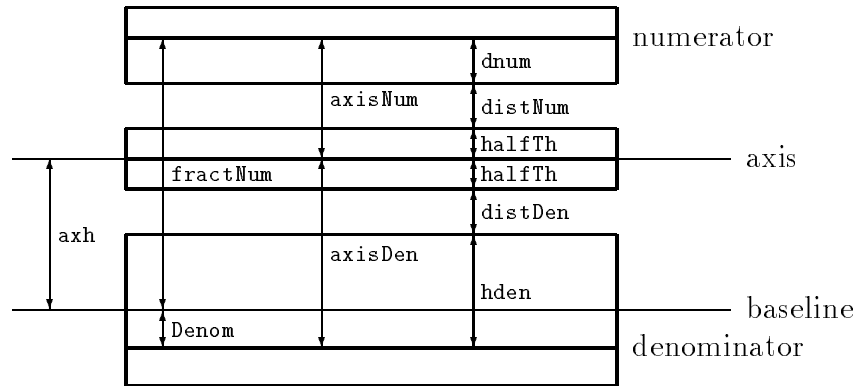 numerator
dnum
axisNum
distNum
halfTh
axis
fractNum
halfTh
distDen
axh
axisDen
hden
baseline
Denom
denominator